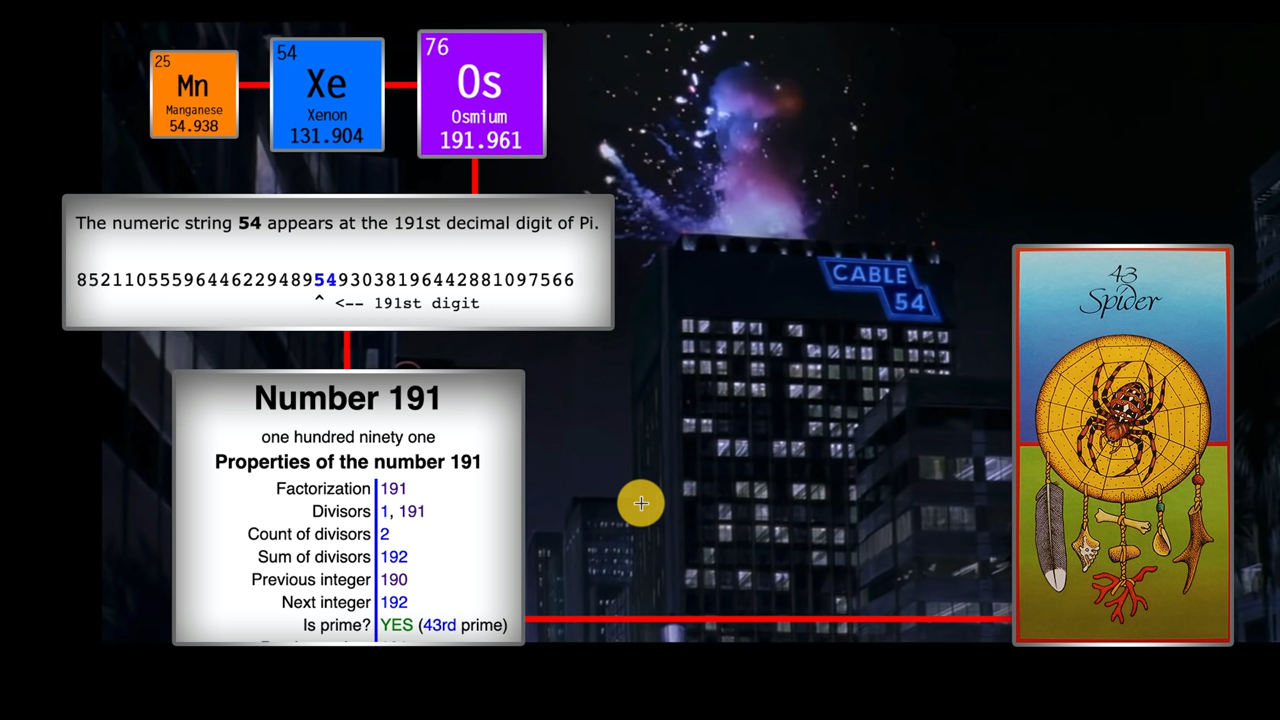 25
Mn
Manganese
54.938
54
Xe
Xenon
131.904
76
Os
Osmium
191.961
The numeric string 54 appears at the 191st decimal digit of Pi.
852110555964462294895493038196442881097566
^ <-- 191st digit
CABLE
54
Number 191
one hundred ninety one
Properties of the number 191
Factorization 191
Divisors 1, 191
Count of divisors 2
Sum of divisors 192
Previous integer 190
Next integer 192
Is prime? YES (43rd prime)
43
Spider